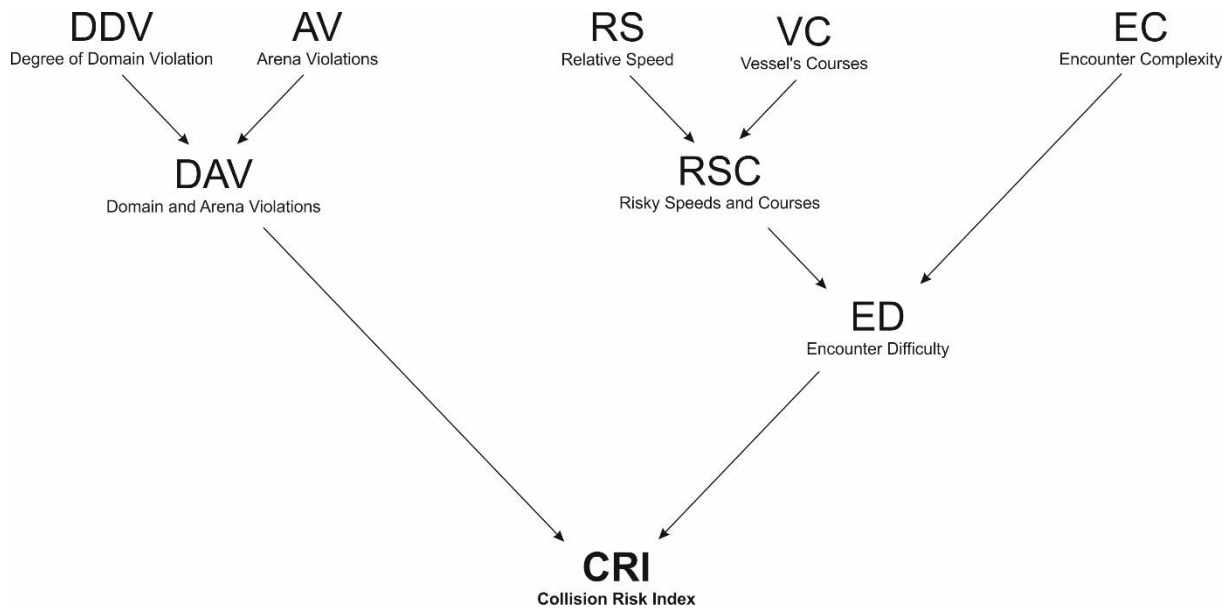 DDV
Degree of Domain Violation
AV
Arena Violations
RS
Relative Speed
VC
Vessel's Courses
EC
Encounter Complexity
DAV
Domain and Arena Violations
RSC
Risky Speeds and Courses
ED
Encounter Difficulty
CRI
Collision Risk Index